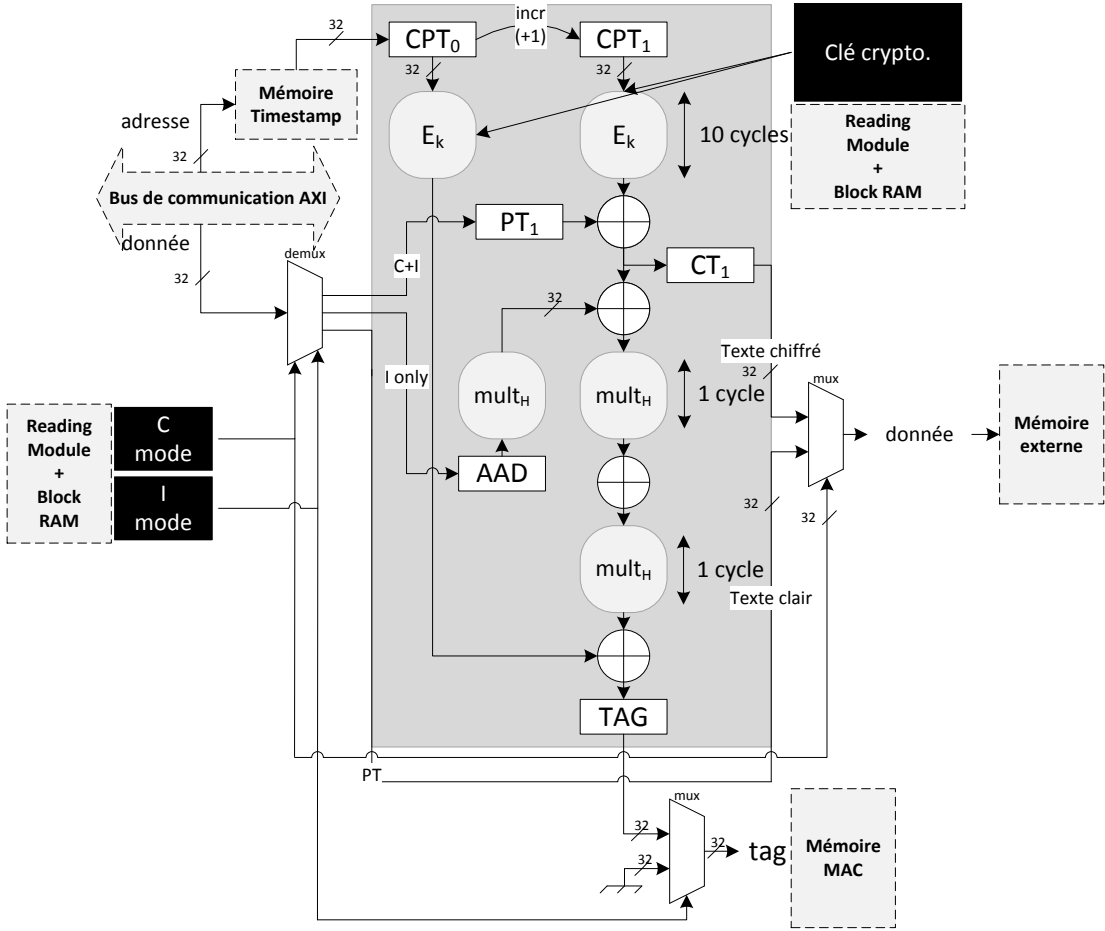 incr
(+1)
32
CPT0
CPT1
Clé crypto.
32
32
Mémoire
Timestamp
adresse
Ek
Ek
10 cycles
Reading
Module
+
Block RAM
32
Bus de communication AXI
PT1
donnée
demux
C+I
CT1
32
32
Texte chiffré
32
I only
multH
multH
1 cycle
mux
Reading
Module
+
Block
RAM
C
mode
donnée
Mémoire
externe
AAD
I
mode
32
32
multH
1 cycle
Texte clair
TAG
PT
mux
32
32
32
tag
Mémoire
MAC